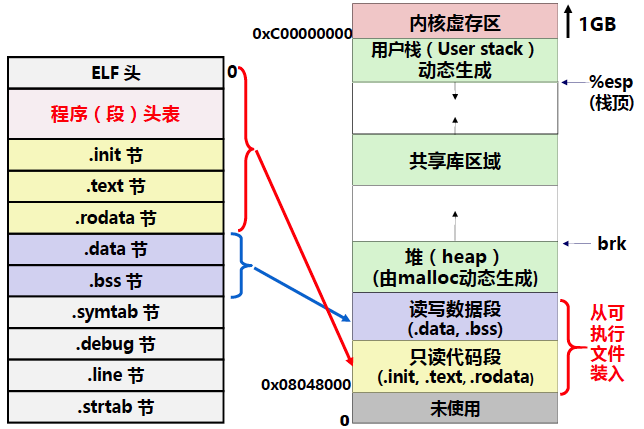 ELF 头
0
程序（段）头表
.init 节
.text 节
.rodata 节
.data 节
.bss 节
.symtab 节
.debug 节
.line 节
.strtab 节
0xC00000000
内核虚存区
1GB
用户栈（User stack）
动态生成
%esp
(栈顶)
共享库区域
brk
堆（heap）
(由malloc动态生成)
读写数据段
(.data, .bss)
只读代码段
(.init, .text, .rodata)
0x08048000
未使用
0
从可
执行
文件
装入